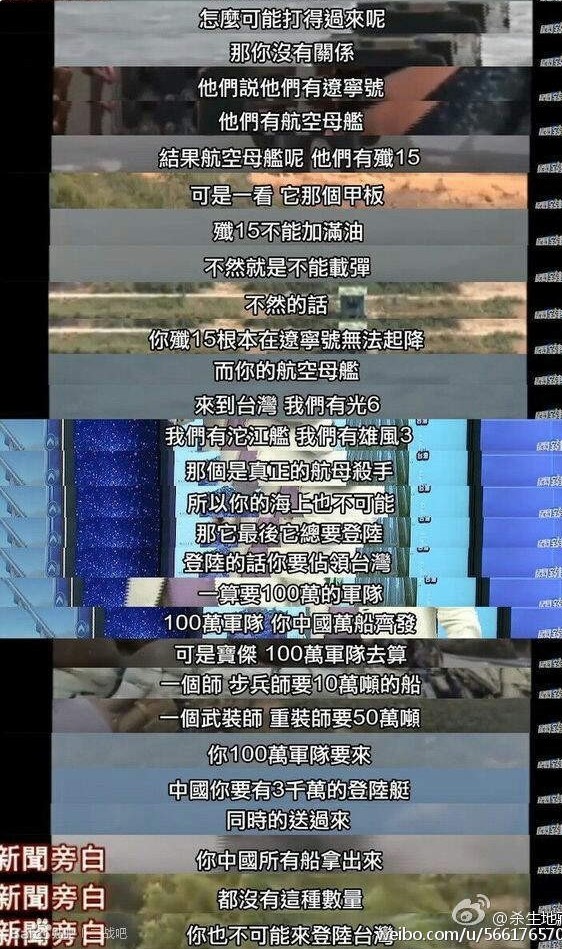 怎麼可能打得過來呢
那你沒有關係
他們說他們有遼寧號
他們有航空母艦
結果航空母艦呢 他們有殲15
可是一看 它那個甲板
殲15不能加滿油
不然就是不能載彈
不然的話
你殲15根本在遼寧號無法起降
而你的航空母艦
來到台灣 我們有光6
我們有沱江艦 我們有雄風3
那個是真正的航母殺手
所以你的海上也不可能
那它最後它總要登陸
登陸的話你要佔領台灣
一算要100萬的軍隊
100萬軍隊 你中國萬船齊發
可是寶傑 100萬軍隊去算
一個師 步兵師要10萬噸的船
一個武裝師 重裝師要50萬噸
你100萬軍隊要來
中國你要有3千萬的登陸艇
同時的送過來
新聞旁白 你中國所有船拿出來
新聞旁白 都沒有這種數量
新聞旁白 你也不可能來登陸台灣
战吧
@杀生地
weibo.com/u/566176570